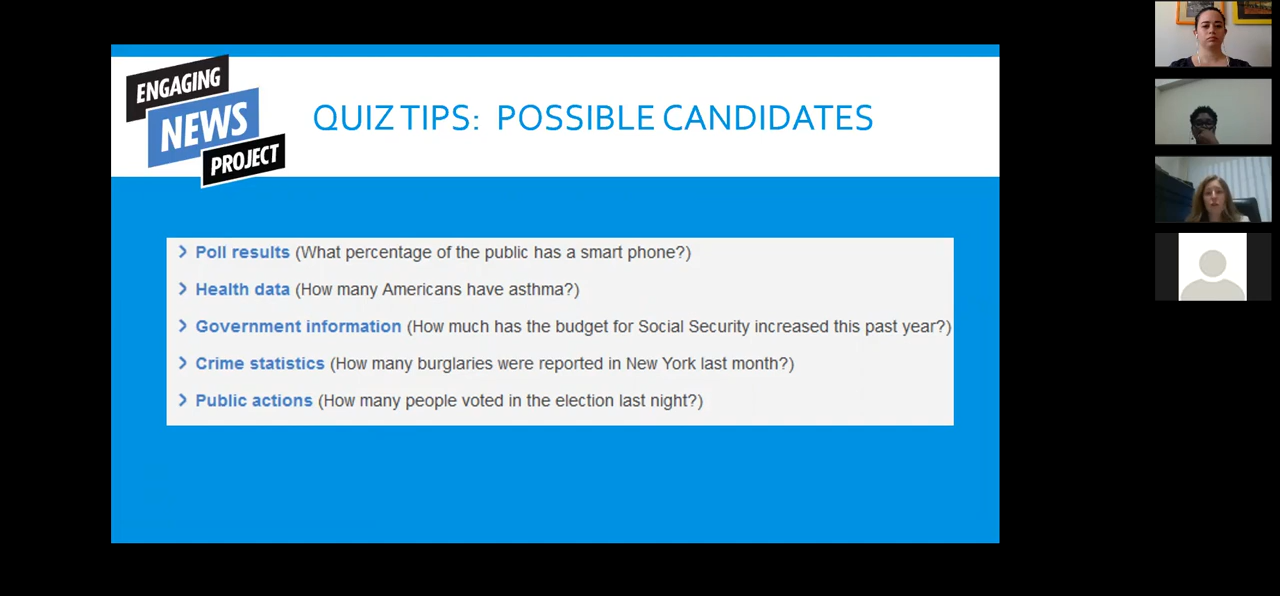 ENGAGING
NEWS
PROJECT
QUIZ TIPS: POSSIBLE CANDIDATES
Poll results (What percentage of the public has a smart phone?)
Health data (How many Americans have asthma?)
Government information (How much has the budget for Social Security increased this past year?)
Crime statistics (How many burglaries were reported in New York last month?)
Public actions (How many people voted in the election last night?)